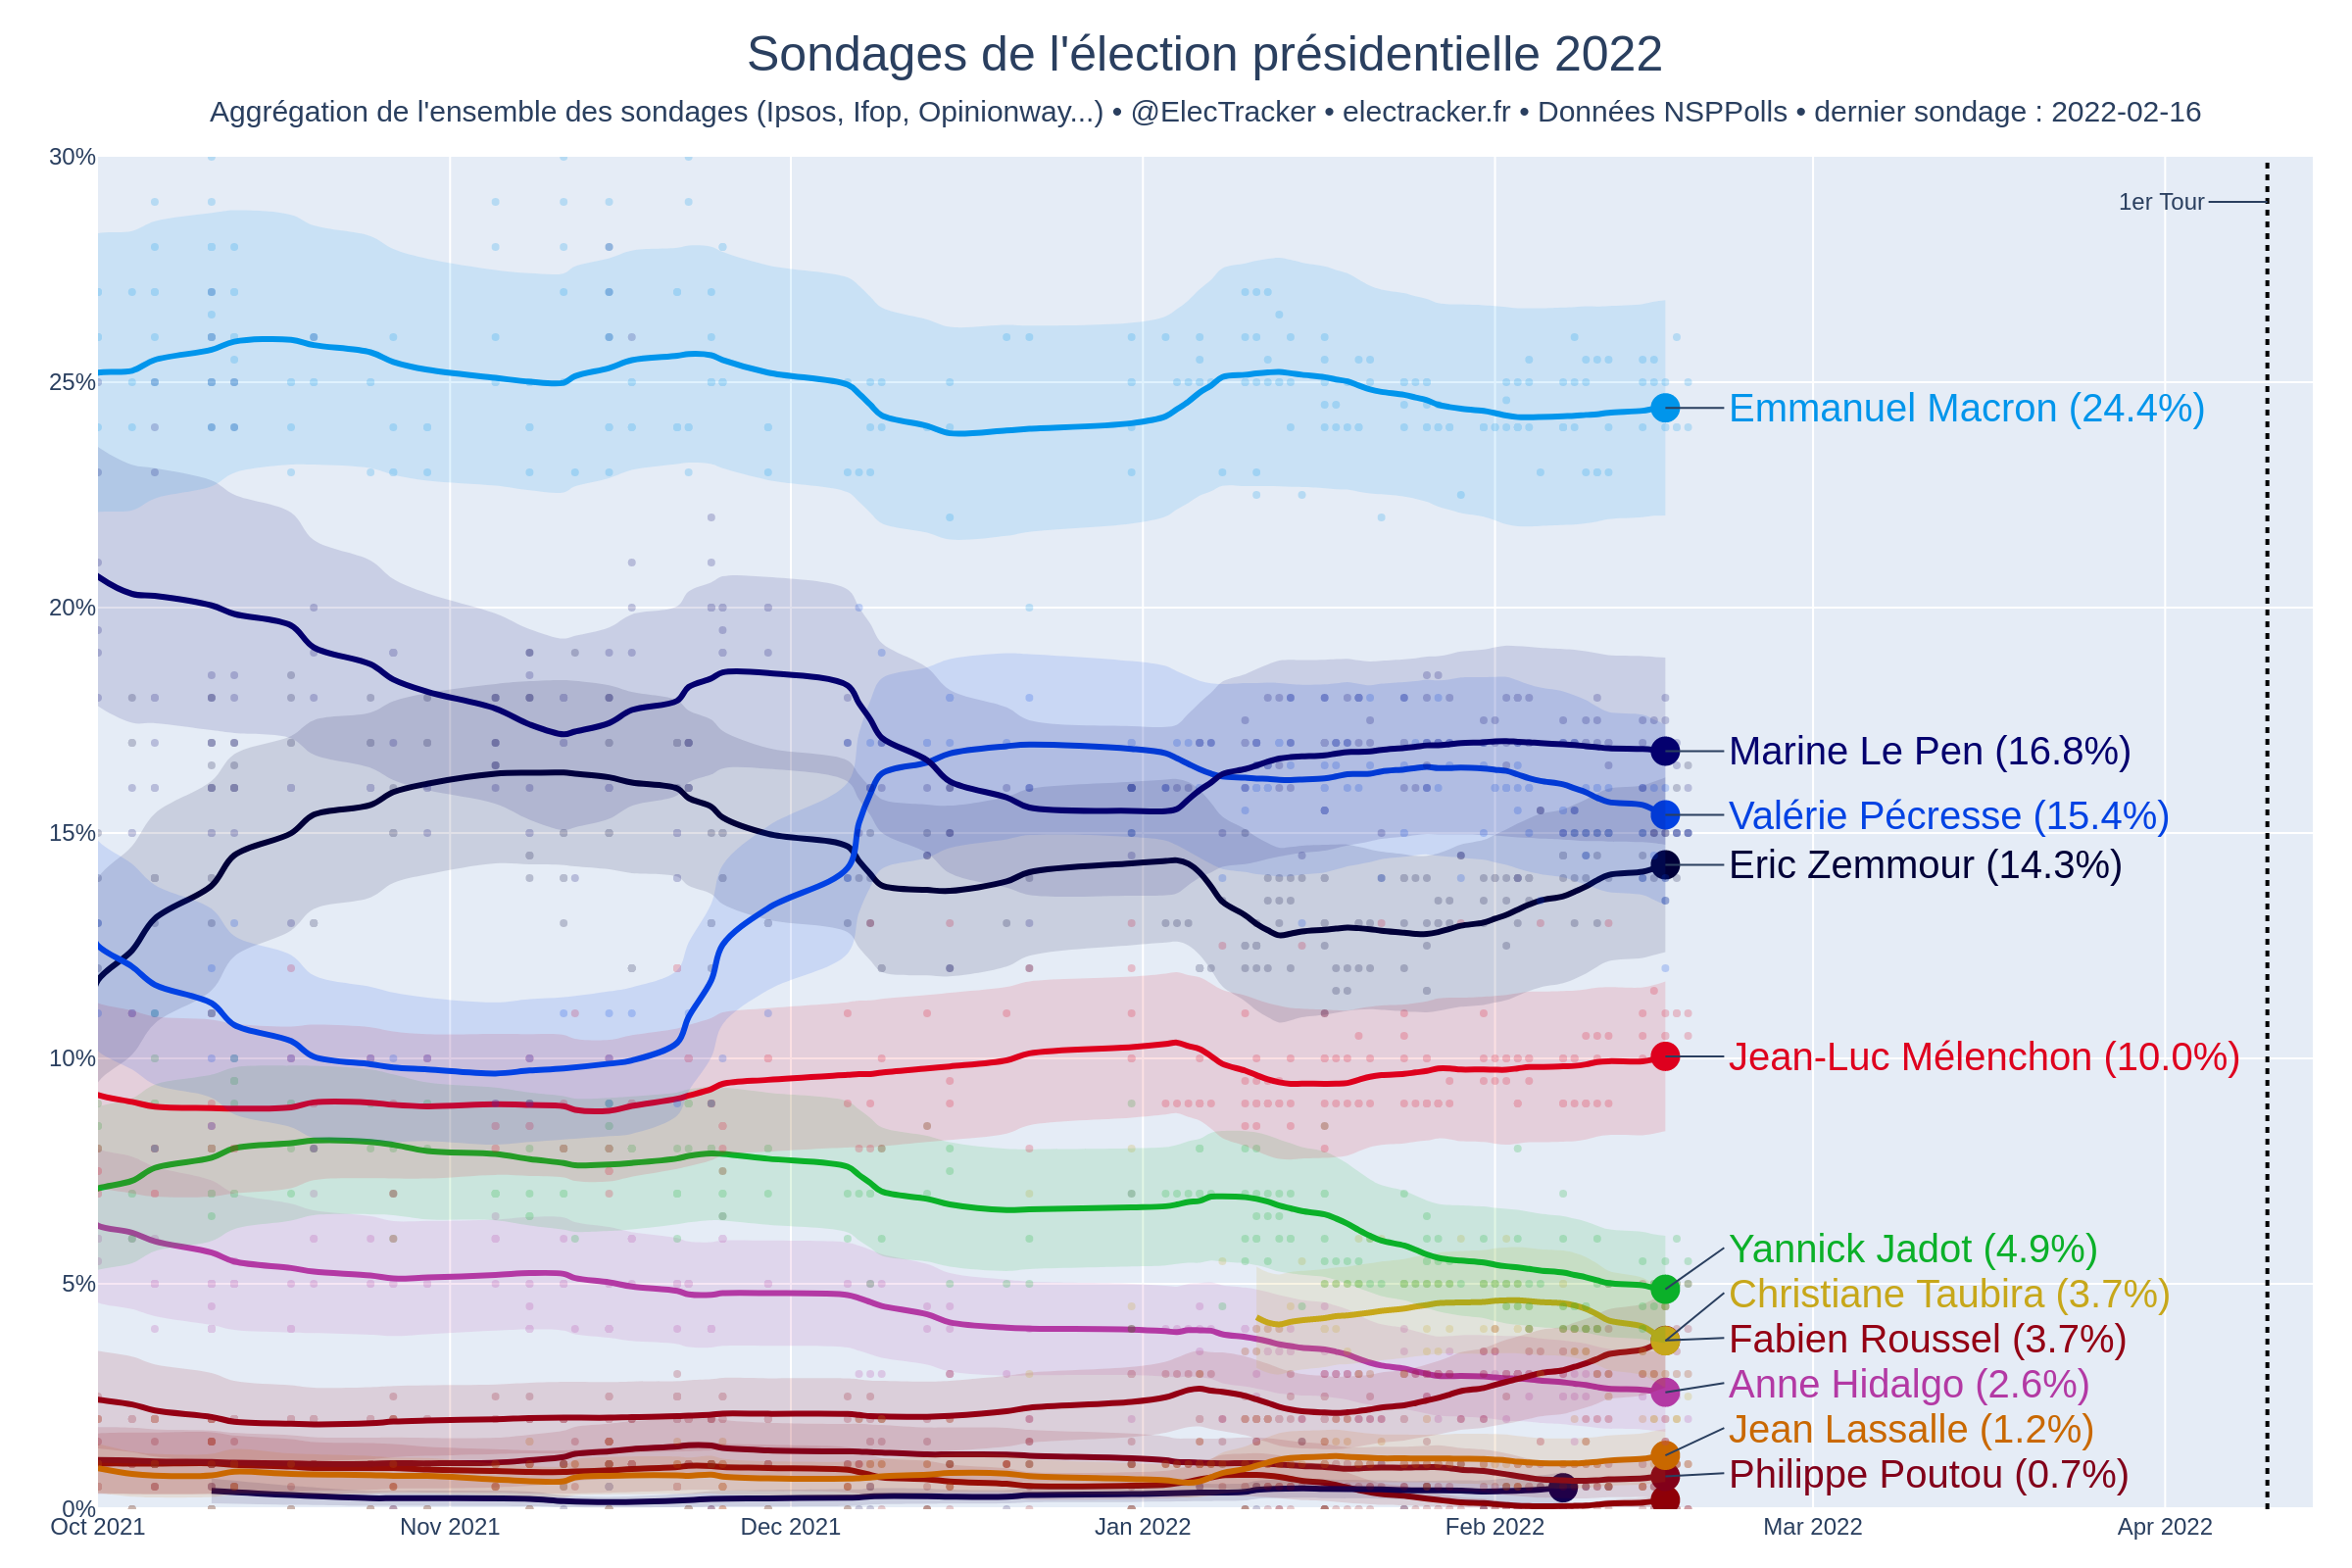 Sondages de l'élection présidentielle 2022
Aggrégation de l'ensemble des sondages (Ipsos, Ifop, Opinionway...) • @ElecTracker • electracker.fr • Données NSPPolls • dernier sondage : 2022-02-16
30%
1er Tour
25%
Emmanuel Macron (24.4%)
20%
Marine Le Pen (16.8%)
Valérie Pécresse (15.4%)
15%
Eric Zemmour (14.3%)
10%
Jean-Luc Mélenchon (10.0%)
Yannick Jadot (4.9%)
5%
Christiane Taubira (3.7%)
Fabien Roussel (3.7%)
Anne Hidalgo (2.6%)
Jean Lassalle (1.2%)
Philippe Poutou (0.7%)
0%
Oct 2021
Nov 2021
Dec 2021
Jan 2022
Feb 2022
Mar 2022
Apr 2022